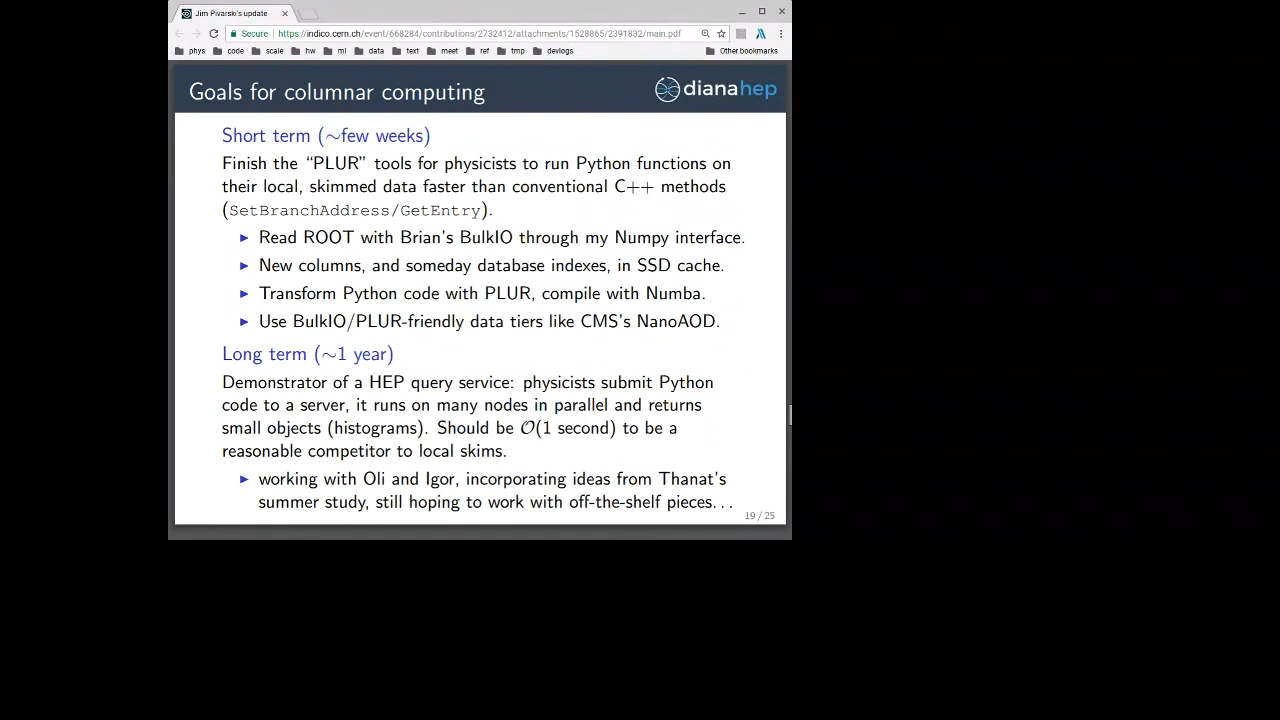 Jim Pivarski's update
Secure https://indico.cern.ch/event/668284/contributions/2732412/attachments/1528865/2391832/main.pdf
phys code scale hw ml data text meet ref tmp devlogs Other bookmarks
Goals for columnar computing
dianahep
Short term (∼few weeks)
Finish the “PLUR” tools for physicists to run Python functions on
their local, skimmed data faster than conventional C++ methods
(SetBranchAddress/GetEntry).
▶ Read ROOT with Brian's BulkIO through my Numpy interface.
▶ New columns, and someday database indexes, in SSD cache.
▶ Transform Python code with PLUR, compile with Numba.
▶ Use BulkIO/PLUR-friendly data tiers like CMS's NanoAOD.
Long term (∼1 year)
Demonstrator of a HEP query service: physicists submit Python
code to a server, it runs on many nodes in parallel and returns
small objects (histograms). Should be O(1 second) to be a
reasonable competitor to local skims.
▶ working with Oli and Igor, incorporating ideas from Thanat's
summer study, still hoping to work with off-the-shelf pieces...
19 / 25